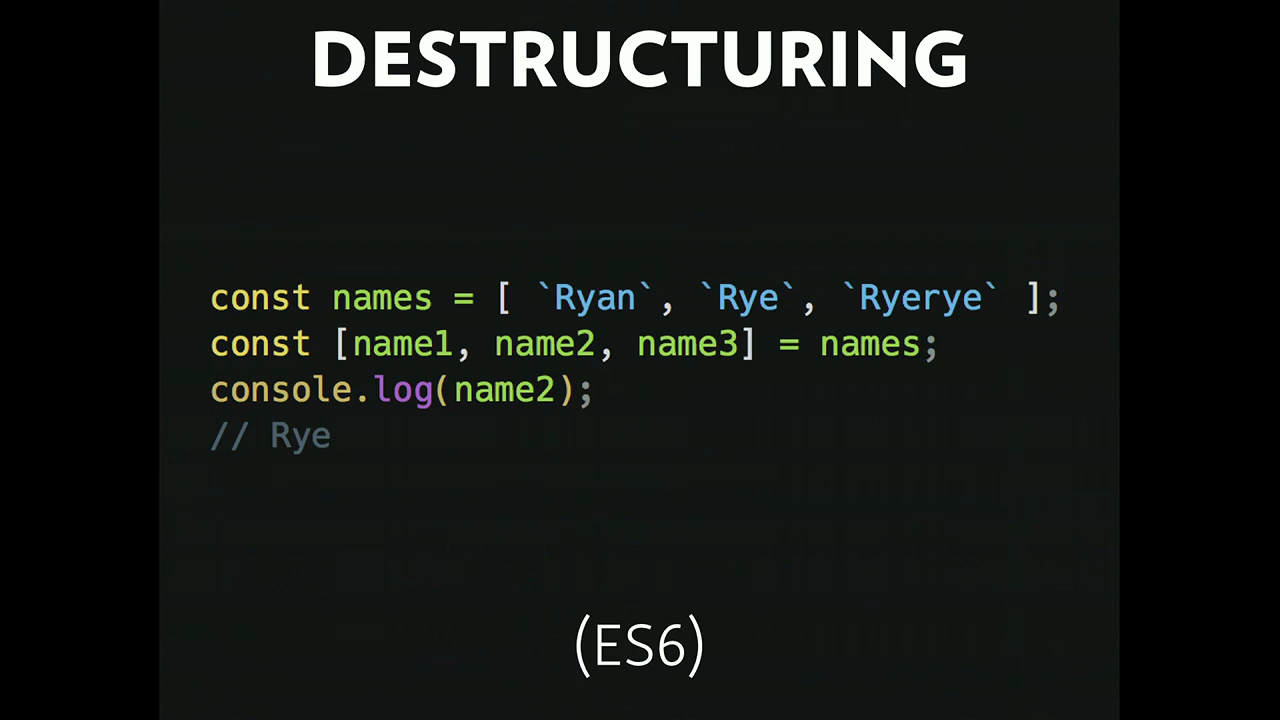 DESTRUCTURING
const names = [ `Ryan`, `Rye`, `Ryerye` ];
const [name1, name2, name3] = names;
console.log(name2);
// Rye
(ES6)